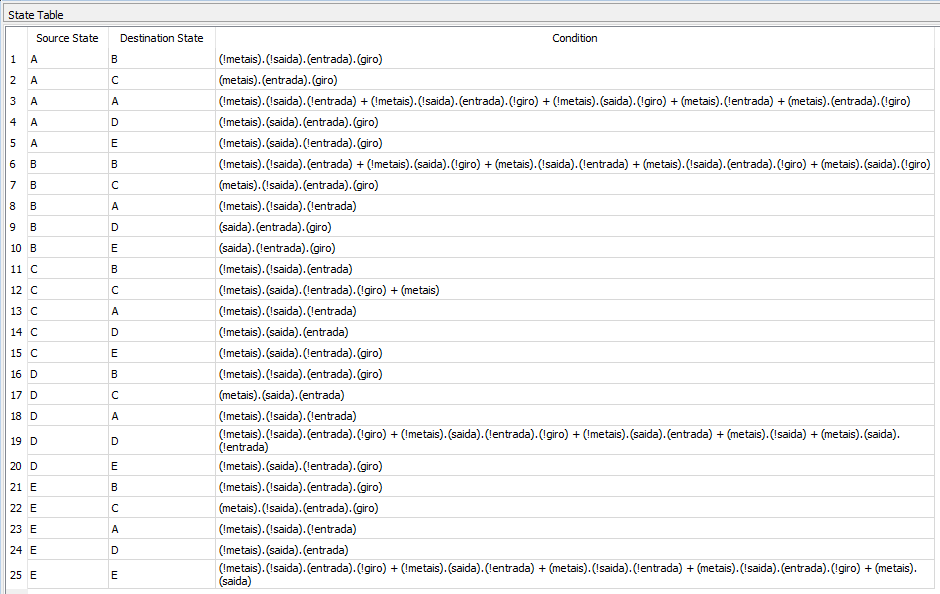 State Table
Source State Destination State Condition
1 A B (!metais).(!saida).(entrada).(giro)
2 A C (metais).(entrada).(giro)
3 A A (!metais).(!saida).(!entrada) + (!metais).(!saida).(entrada).(!giro) + (!metais).(saida).(!giro) + (metais).(!entrada) + (metais).(entrada).(!giro)
4 A D (!metais).(saida).(entrada).(giro)
5 A E (!metais).(saida).(!entrada).(giro)
6 B B (!metais).(!saida).(entrada) + (!metais).(saida).(!giro) + (metais).(!saida).(!entrada) + (metais).(!saida).(entrada).(!giro) + (metais).(saida).(!giro)
7 B C (metais).(!saida).(entrada).(giro)
8 B A (!metais).(!saida).(!entrada)
9 B D (saida).(entrada).(giro)
10 B E (saida).(!entrada).(giro)
11 C B (!metais).(!saida).(entrada)
12 C C (!metais).(saida).(!entrada).(!giro) + (metais)
13 C A (!metais).(!saida).(!entrada)
14 C D (!metais).(saida).(entrada)
15 C E (!metais).(saida).(!entrada).(giro)
16 D B (!metais).(!saida).(entrada).(giro)
17 D C (metais).(saida).(entrada)
18 D A (!metais).(!saida).(!entrada)
19 D D (!metais).(!saida).(entrada).(!giro) + (!metais).(saida).(!entrada).(!giro) + (!metais).(saida).(entrada) + (metais).(!saida) + (metais).(saida).
(!entrada)
20 D E (!metais).(saida).(!entrada).(giro)
21 E B (!metais).(!saida).(entrada).(giro)
22 E C (metais).(!saida).(entrada).(giro)
23 E A (!metais).(!saida).(!entrada)
24 E D (!metais).(saida).(entrada)
25 E E (!metais).(!saida).(entrada).(!giro) + (!metais).(saida).(!entrada) + (metais).(!saida).(!entrada) + (metais).(!saida).(entrada).(!giro) + (metais).
(saida)